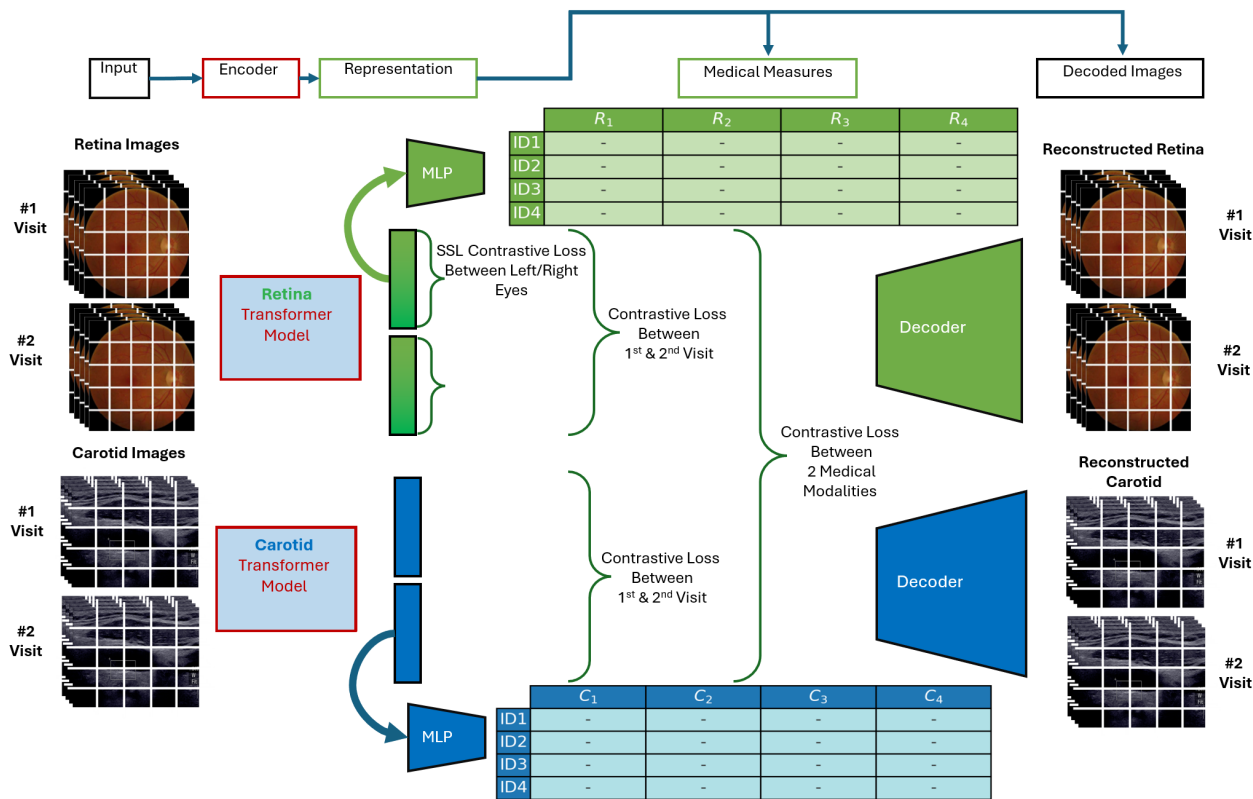 Input
Encoder
Representation
Medical Measures
Decoded Images
Retina Images
#1
Visit
#2
Visit
Carotid Images
#1
Visit
#2
Visit
Retina
Transformer
Model
Carotid
Transformer
Model
MLP
R1 R2 R3 R4
ID1 - - - -
ID2 - - - -
ID3 - - - -
ID4 - - - -
SSL Contrastive Loss
Between Left/Right
Eyes
Contrastive Loss
Between
1st & 2nd Visit
Contrastive Loss
Between
2 Medical
Modalities
Contrastive Loss
Between
1st & 2nd Visit
MLP
C1 C2 C3 C4
ID1 - - - -
ID2 - - - -
ID3 - - - -
ID4 - - - -
Decoder
Decoder
Reconstructed Retina
#1
Visit
#2
Visit
Reconstructed
Carotid
#1
Visit
#2
Visit